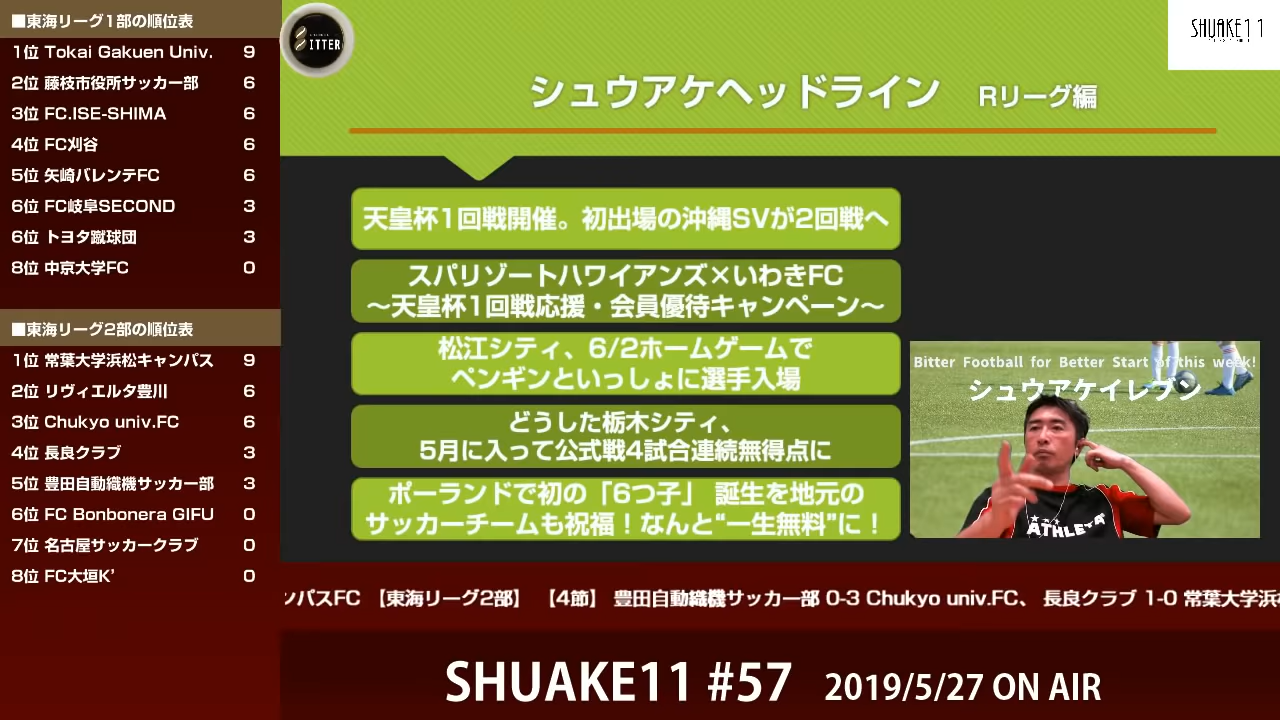 ■東海リーグ1部の順位表
1位 Tokai Gakuen Univ. 9
2位 藤枝市役所サッカー部 6
3位 FC.ISE-SHIMA 6
4位 FC刈谷 6
5位 矢崎バレンテFC 6
6位 FC岐阜SECOND 3
6位 トヨタ蹴球団 3
8位 中京大学FC 0
■東海リーグ2部の順位表
1位 常葉大学浜松キャンパス 9
2位 リヴィエルタ豊川 6
3位 Chukyo univ.FC 6
4位 長良クラブ 3
5位 豊田自動織機サッカー部 3
6位 FC Bonbonera GIFU 0
7位 名古屋サッカークラブ 0
8位 FC大垣K’ 0
SHUAKE11
シュウアケヘッドライン Rリーグ編
天皇杯1回戦開催。初出場の沖縄SVが2回戦へ
スパリゾートハワイアンズ×いわきFC
～天皇杯1回戦応援・会員優待キャンペーン～
松江シティ、6/2ホームゲームで
ペンギンといっしょに選手入場
どうした栃木シティ、
5月に入って公式戦4試合連続無得点に
ポーランドで初の「6つ子」 誕生を地元の
サッカーチームも祝福！なんと“一生無料”に！
Bitter Football for Better Start of this week!
シュウアケイレブン
ATHLETA
ンパスFC 【東海リーグ2部】 【4節】 豊田自動織機サッカー部 0-3 Chukyo univ.FC、 長良クラブ 1-0 常葉大学浜
SHUAKE11 #57 2019/5/27 ON AIR